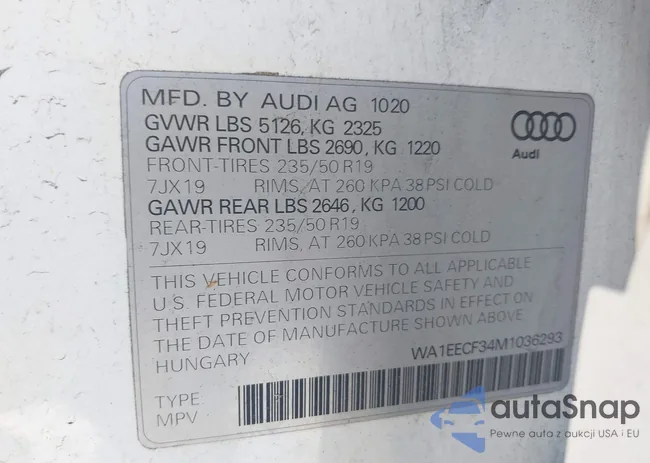 MFD. BY AUDI AG 1020
GVWR LBS 5126, KG 2325
GAWR FRONT LBS 2690, KG 1220
FRONT-TIRES 235/50 R19
7JX19 RIMS, AT 260 KPA 38 PSI COLD
GAWR REAR LBS 2646, KG 1200
REAR-TIRES 235/50 R19
7JX19 RIMS, AT 260 KPA 38 PSI COLD
Audi
THIS VEHICLE CONFORMS TO ALL APPLICABLE
U.S. FEDERAL MOTOR VEHICLE SAFETY AND
THEFT PREVENTION STANDARDS IN EFFECT ON
THE DATE OF MANUFACTURE SHOWN ABOVE
HUNGARY
WA1EECF34M1036293
TYPE
MPV
autaSnap
Pewne auta z aukcji USA i EU